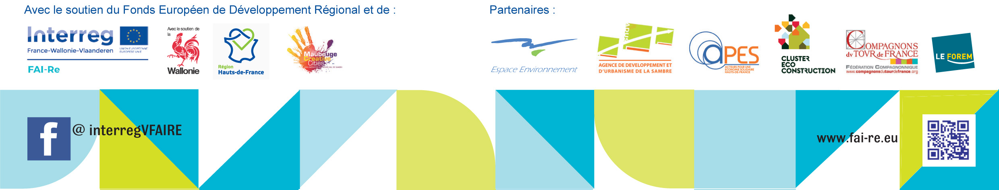 Avec le soutien du Fonds Européen de Développement Régional et de :
Partenaires :
Interreg
France-Wallonie-Vlaanderen
UNION EUROPÉENNE
EUROPESE UNIE
FAI-Re
Avec le soutien de
la
Wallonie
Région
Hauts-de-France
Maubeuge
Creative
Cities
Espace Environnement
ADUS
AGENCE DE DEVELOPPEMENT ET
D'URBANISME DE LA SAMBRE
aPES
ACTEURS POUR UNE
ECONOMIE SOLIDAIRE
HAUTS-DE-FRANCE
CLUSTER
ECO
CONSTRUCTION
COMPAGNONS
dv TOVR de FRANCE
FÉDÉRATION COMPAGNONNIQUE
www.compagnonsdutourdefrance.org
LE FOREM
f
@ interregVFAIRE
www.fai-re.eu